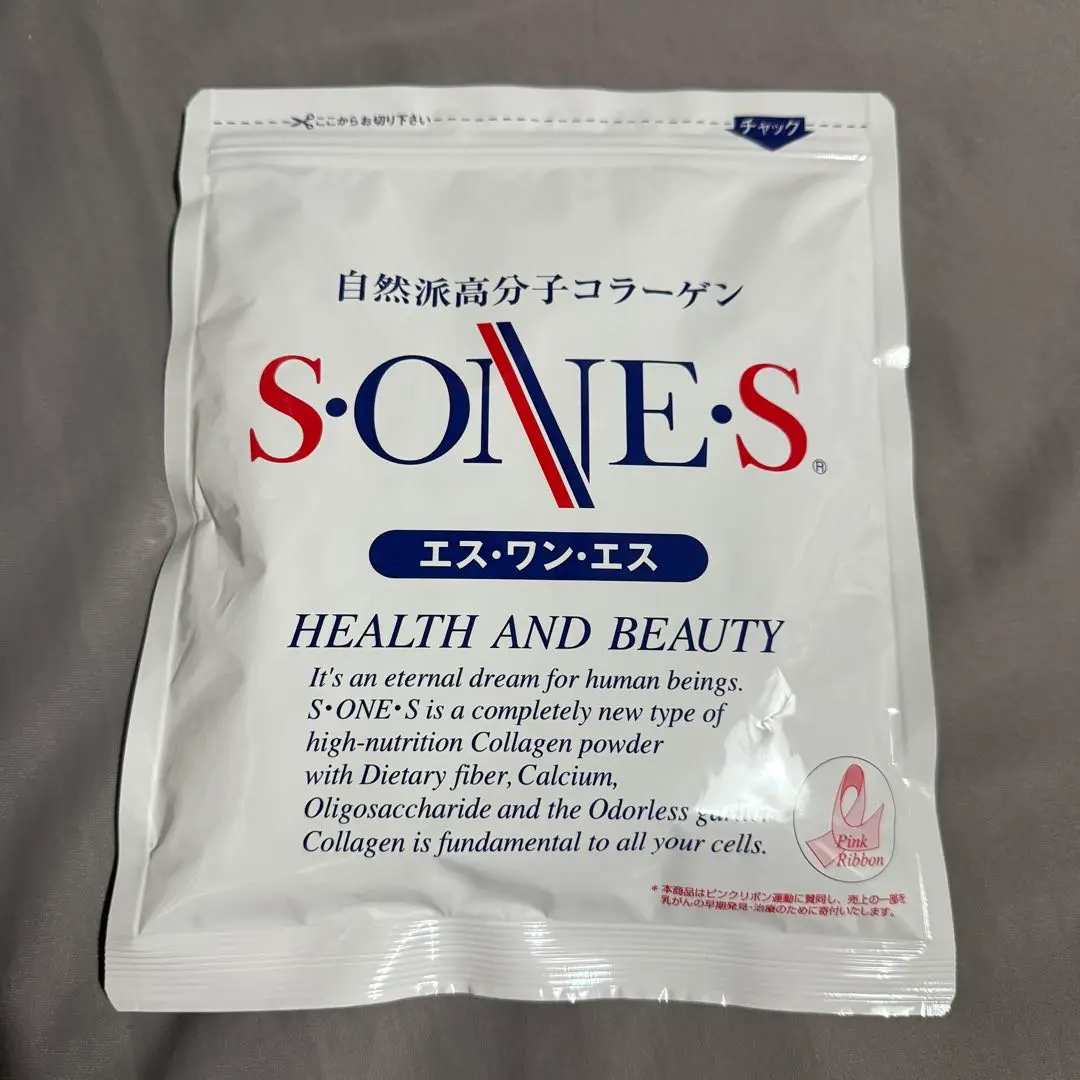 ここからお切り下さい
チャック
自然派高分子コラーゲン
S・ONE・S®
エス・ワン・エス
HEALTH AND BEAUTY
It's an eternal dream for human beings.
S・ONE・S is a completely new type of
high-nutrition Collagen powder
with Dietary fiber, Calcium,
Oligosaccharide and the Odorless
Collagen is fundamental to all your cells.
Pink
Ribbon
*本商品はピンクリボン運動に賛同し、売上の一部を
乳がんの早期発見・治療のために寄付いたします。